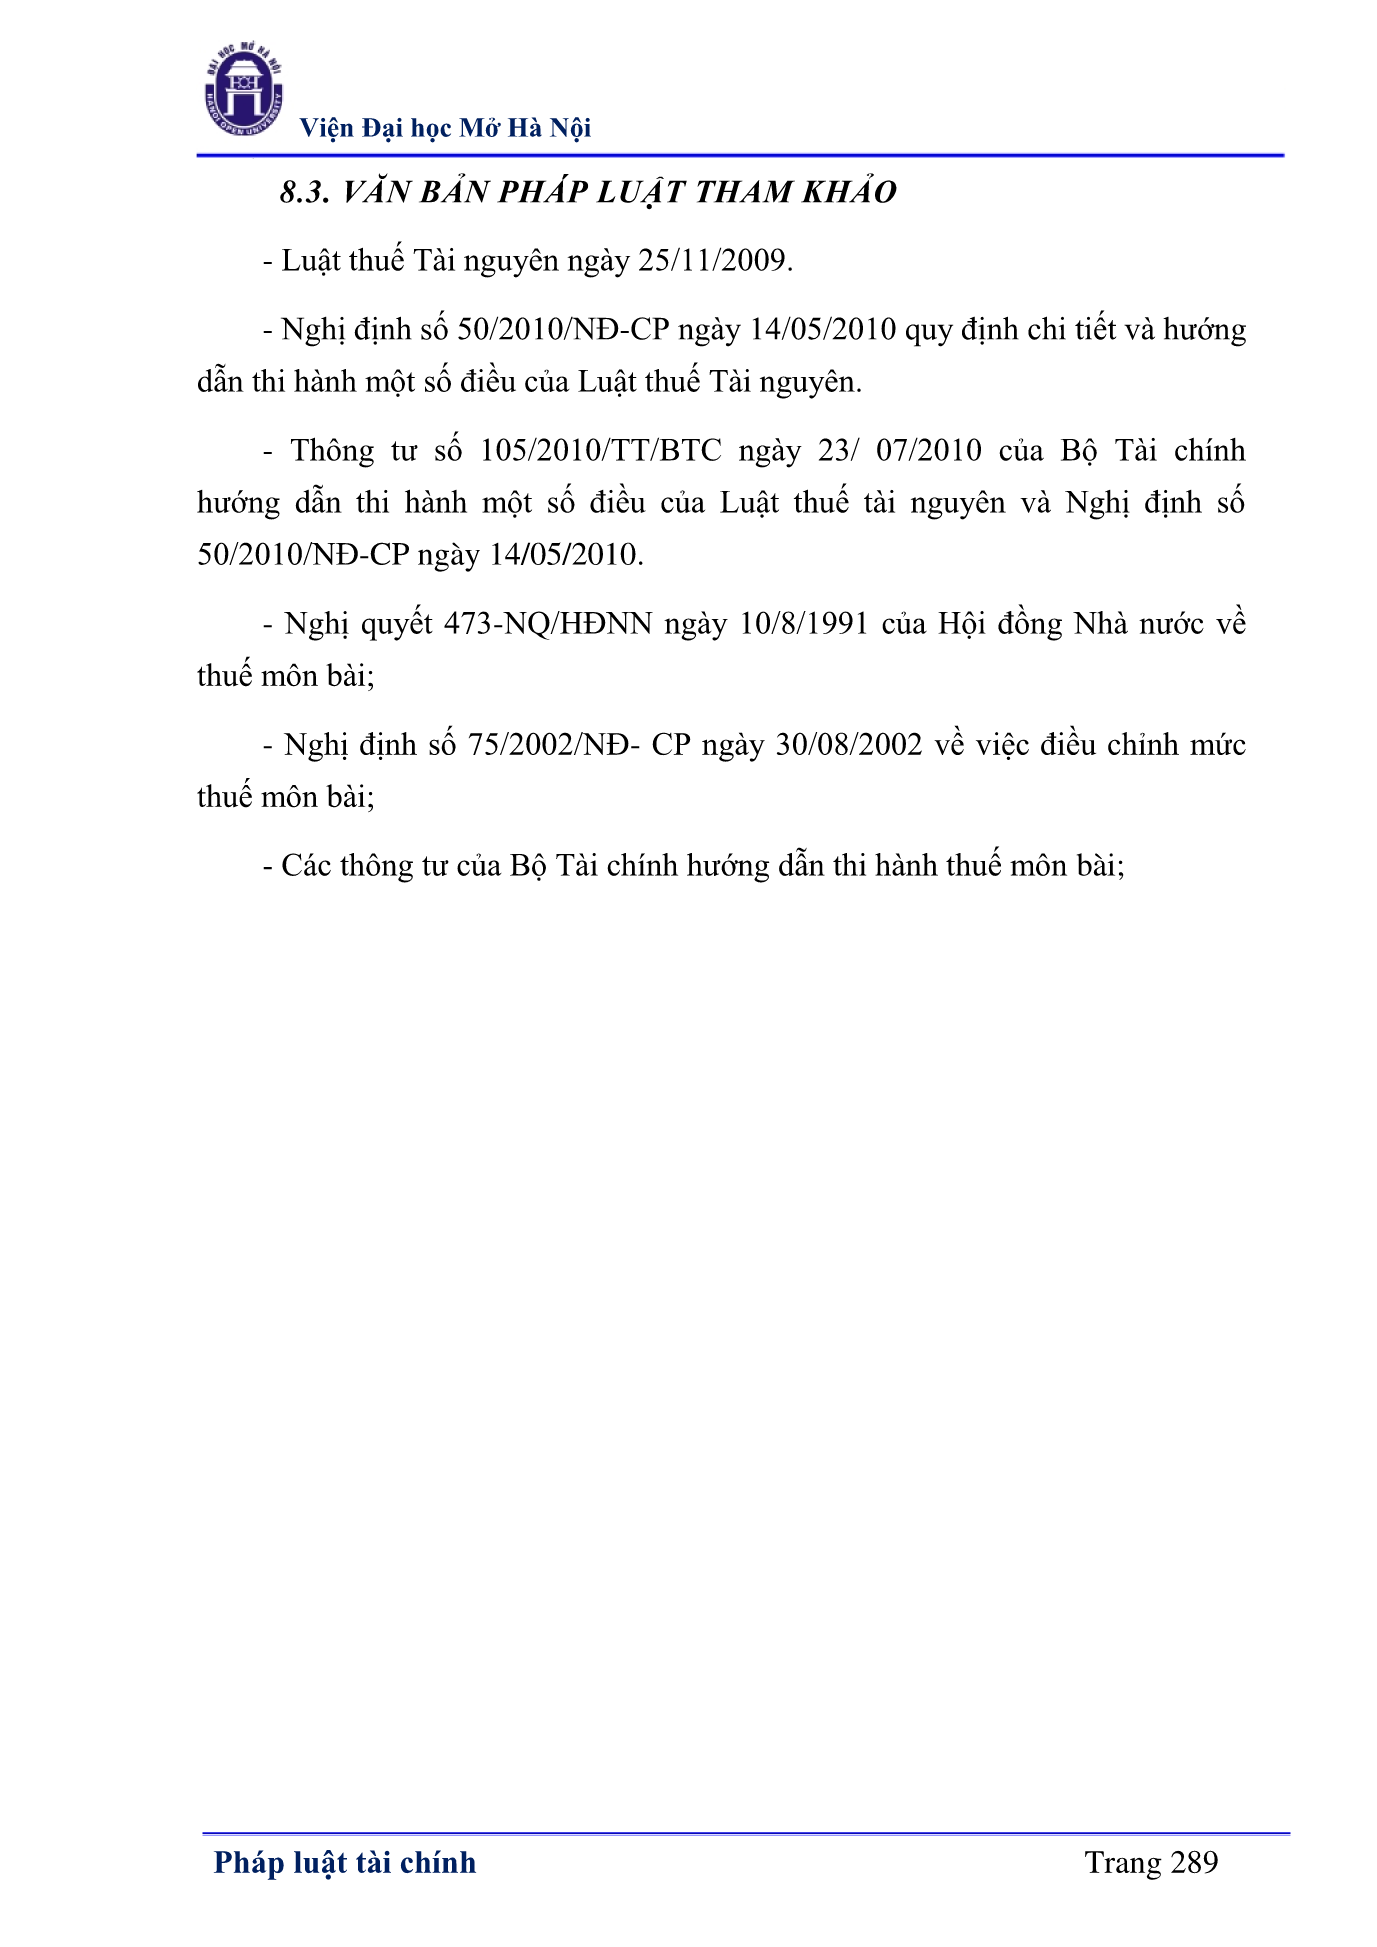 ĐẠI HỌC MỞ HÀ NỘI
HANOI OPEN UNIVERSITY
Viện Đại học Mở Hà Nội
8.3. VĂN BẢN PHÁP LUẬT THAM KHẢO
- Luật thuế Tài nguyên ngày 25/11/2009.
- Nghị định số 50/2010/NĐ-CP ngày 14/05/2010 quy định chi tiết và hướng
dẫn thi hành một số điều của Luật thuế Tài nguyên.
- Thông tư số 105/2010/TT/BTC ngày 23/ 07/2010 của Bộ Tài chính
hướng dẫn thi hành một số điều của Luật thuế tài nguyên và Nghị định số
50/2010/NĐ-CP ngày 14/05/2010.
- Nghị quyết 473-NQ/HĐNN ngày 10/8/1991 của Hội đồng Nhà nước về
thuế môn bài;
- Nghị định số 75/2002/NĐ- CP ngày 30/08/2002 về việc điều chỉnh mức
thuế môn bài;
- Các thông tư của Bộ Tài chính hướng dẫn thi hành thuế môn bài;
Pháp luật tài chính
Trang 289